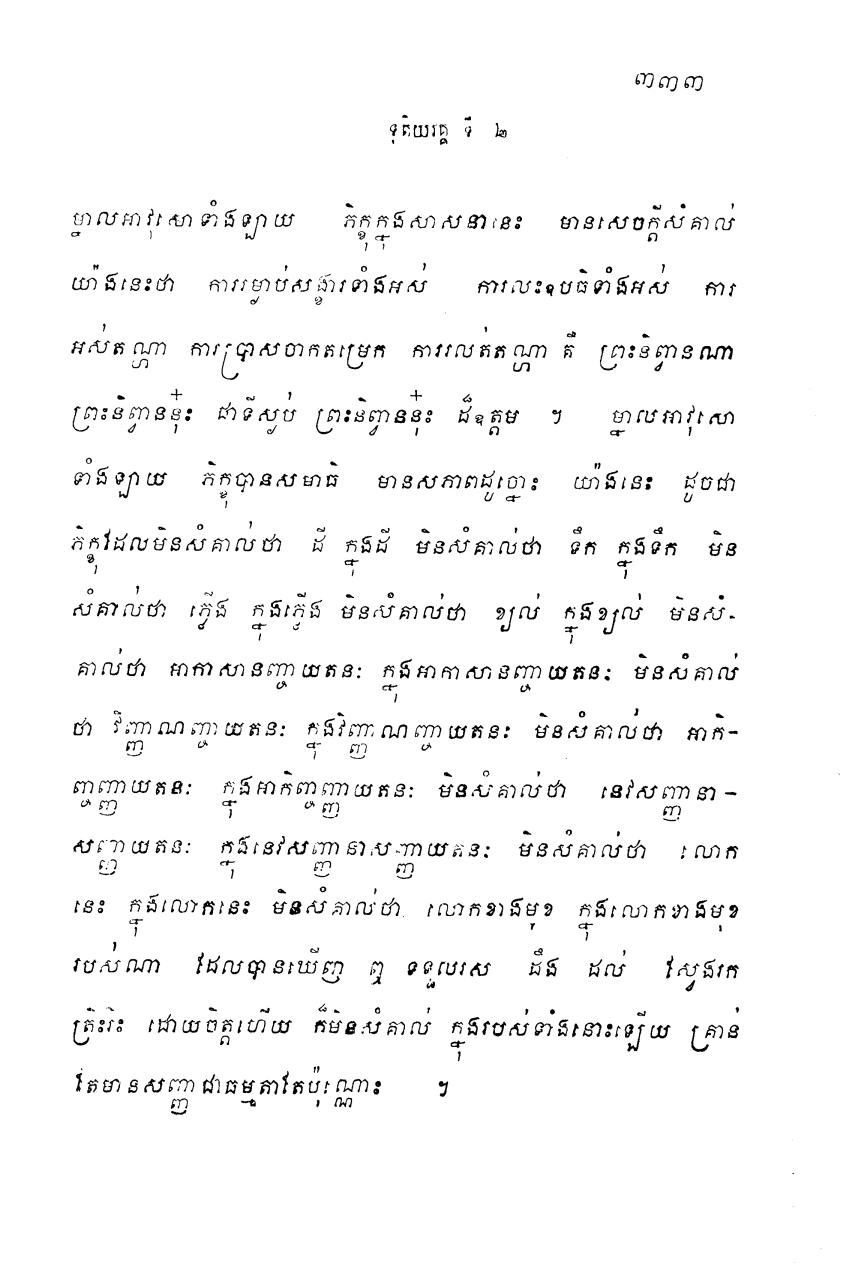 ៣៣៣
ទុតិយវគ្គ ទី ២
ម្នាលអាវុសោទាំងឡាយ ភិក្ខុក្នុងសាសនានេះ មានសេចក្ដីសំគាល់
យ៉ាងនេះថា ការរម្ងាប់សង្ខារទាំងអស់ ការលះឧបធិទាំងអស់ ការ
អស់តណ្ហា ការប្រាសចាកតម្រេក ការរលត់តណ្ហា គឺ ព្រះនិព្វានណា
ព្រះនិព្វាននុ៎ះ ជាទីស្ងប់ ព្រះនិព្វាននុ៎ះ ដ៏ឧត្តម ។ ម្នាលអាវុសោ
ទាំងឡាយ ភិក្ខុបានសមាធិ មានសភាពដូច្នោះ យ៉ាងនេះ ដូចជា
ភិក្ខុដែលមិនសំគាល់ថា ដី ក្នុងដី មិនសំគាល់ថា ទឹក ក្នុងទឹក មិន
សំគាល់ថា ភ្លើង ក្នុងភ្លើង មិនសំគាល់ថា ខ្យល់ ក្នុងខ្យល់ មិនសំ-
គាល់ថា អាកាសានញ្ចាយតនៈ ក្នុងអាកាសានញ្ចាយតនៈ មិនសំគាល់
ថា វិញ្ញាណញ្ចាយតនៈ ក្នុងវិញ្ញាណញ្ចាយតនៈ មិនសំគាល់ថា អាកិ-
ញ្ចញ្ញាយតនៈ ក្នុងអាកិញ្ចញ្ញាយតនៈ មិនសំគាល់ថា នេវសញ្ញានា-
សញ្ញាយតនៈ ក្នុងនេវសញ្ញានាសញ្ញាយតនៈ មិនសំគាល់ថា លោក
នេះ ក្នុងលោកនេះ មិនសំគាល់ថា លោកខាងមុខ ក្នុងលោកខាងមុខ
របស់ណា ដែលបានឃើញ ឮ ទទួលរស ដឹង ដល់ ស្វែងរក
ត្រិះរិះ ដោយចិត្តហើយ ក៏មិនសំគាល់ ក្នុងរបស់ទាំងនោះឡើយ គ្រាន់
តែមានសញ្ញាជាធម្មតាតែប៉ុណ្ណោះ ។